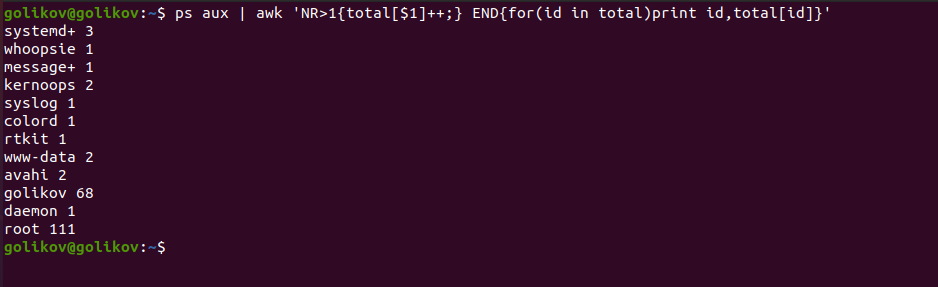 golikov@golikov:~$ ps aux | awk 'NR>1{total[$1]++;} END{for(id in total)print id,total[id]}'
systemd+ 3
whoopsie 1
message+ 1
kernoops 2
syslog 1
colord 1
rtkit 1
www-data 2
avahi 2
golikov 68
daemon 1
root 111
golikov@golikov:~$